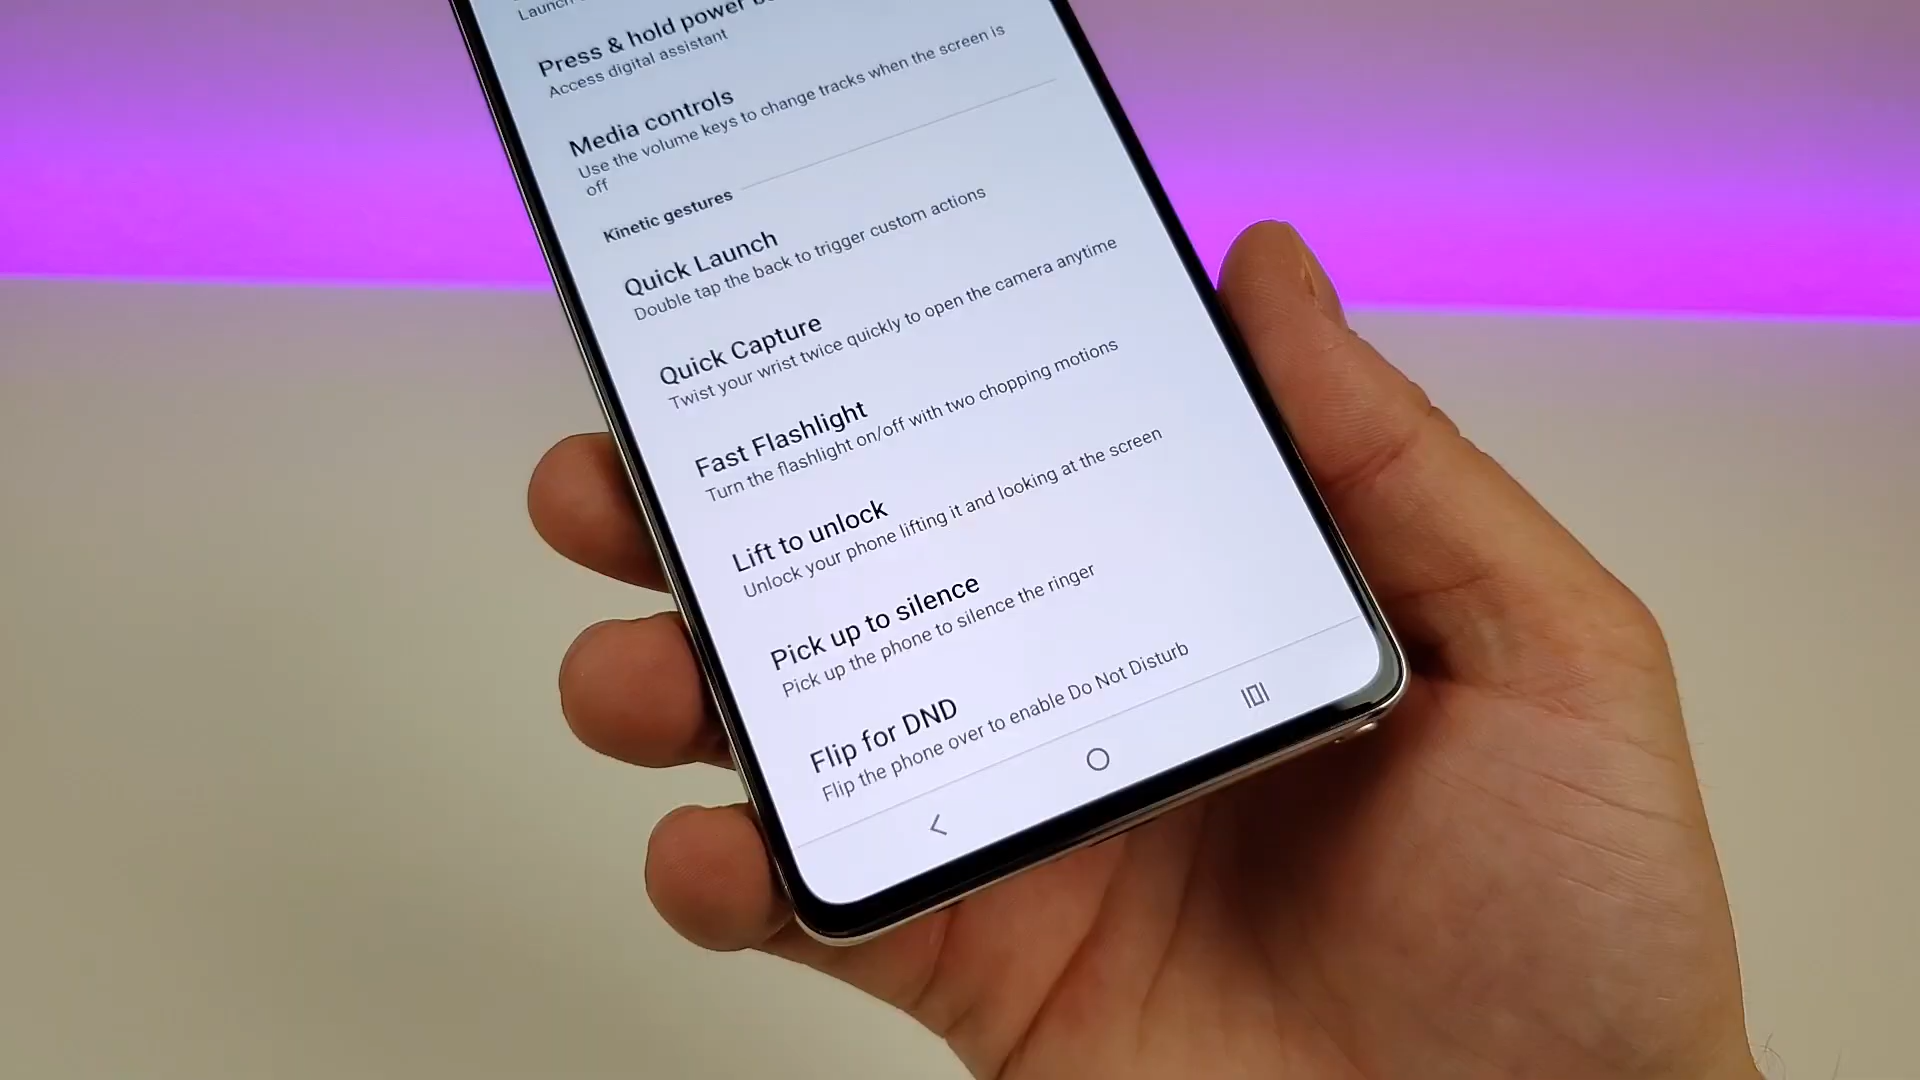 Launch
Press & hold power
Access digital assistant
Media controls
Use the volume keys to change tracks when the screen is
off
Kinetic gestures
Quick Launch
Double tap the back to trigger custom actions
Quick Capture
Twist your wrist twice quickly to open the camera anytime
Fast Flashlight
Turn the flashlight on/off with two chopping motions
Lift to unlock
Unlock your phone lifting it and looking at the screen
Pick up to silence
Pick up the phone to silence the ringer
Flip for DND
Flip the phone over to enable Do Not Disturb